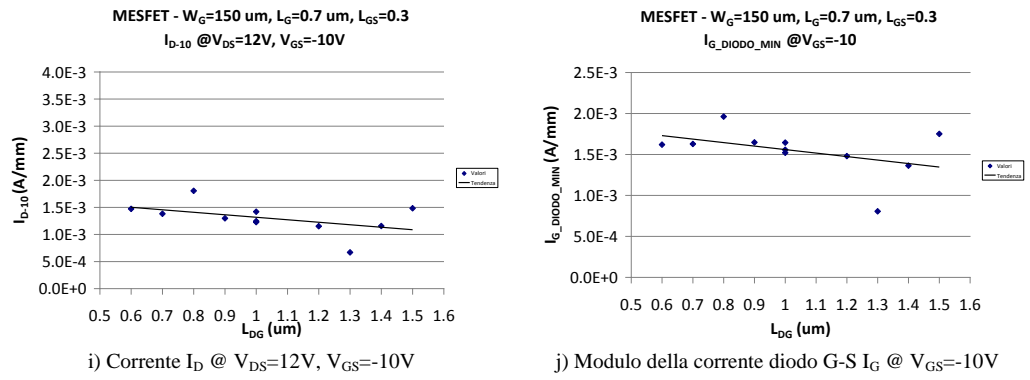 MESFET - W_G=150 um, L_G=0.7 um, L_GS=0.3
I_D-10 @V_DS=12V, V_GS=-10V
4.0E-3
3.5E-3
3.0E-3
2.5E-3
2.0E-3
1.5E-3
1.0E-3
5.0E-4
0.0E+0
I_D-10 (A/mm)
0.5 0.6 0.7 0.8 0.9 1 1.1 1.2 1.3 1.4 1.5 1.6
L_DG (um)
Valori
Tendenza
i) Corrente I_D @ V_DS=12V, V_GS=-10V
MESFET - W_G=150 um, L_G=0.7 um, L_GS=0.3
I_G_DIODO_MIN @V_GS=-10
2.5E-3
2.0E-3
1.5E-3
1.0E-3
5.0E-4
0.0E+0
I_G_DIODO_MIN (A/mm)
0.5 0.6 0.7 0.8 0.9 1 1.1 1.2 1.3 1.4 1.5 1.6
L_DG (um)
Valori
Tendenza
j) Modulo della corrente diodo G-S I_G @ V_GS=-10V